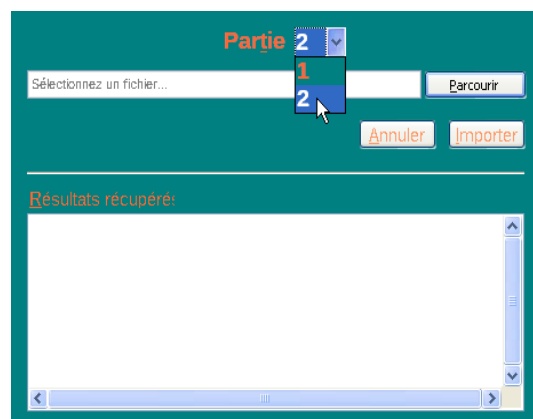 Partie 2
1
2
Sélectionnez un fichier...
Parcourir
Annuler Importer
Résultats récupérés